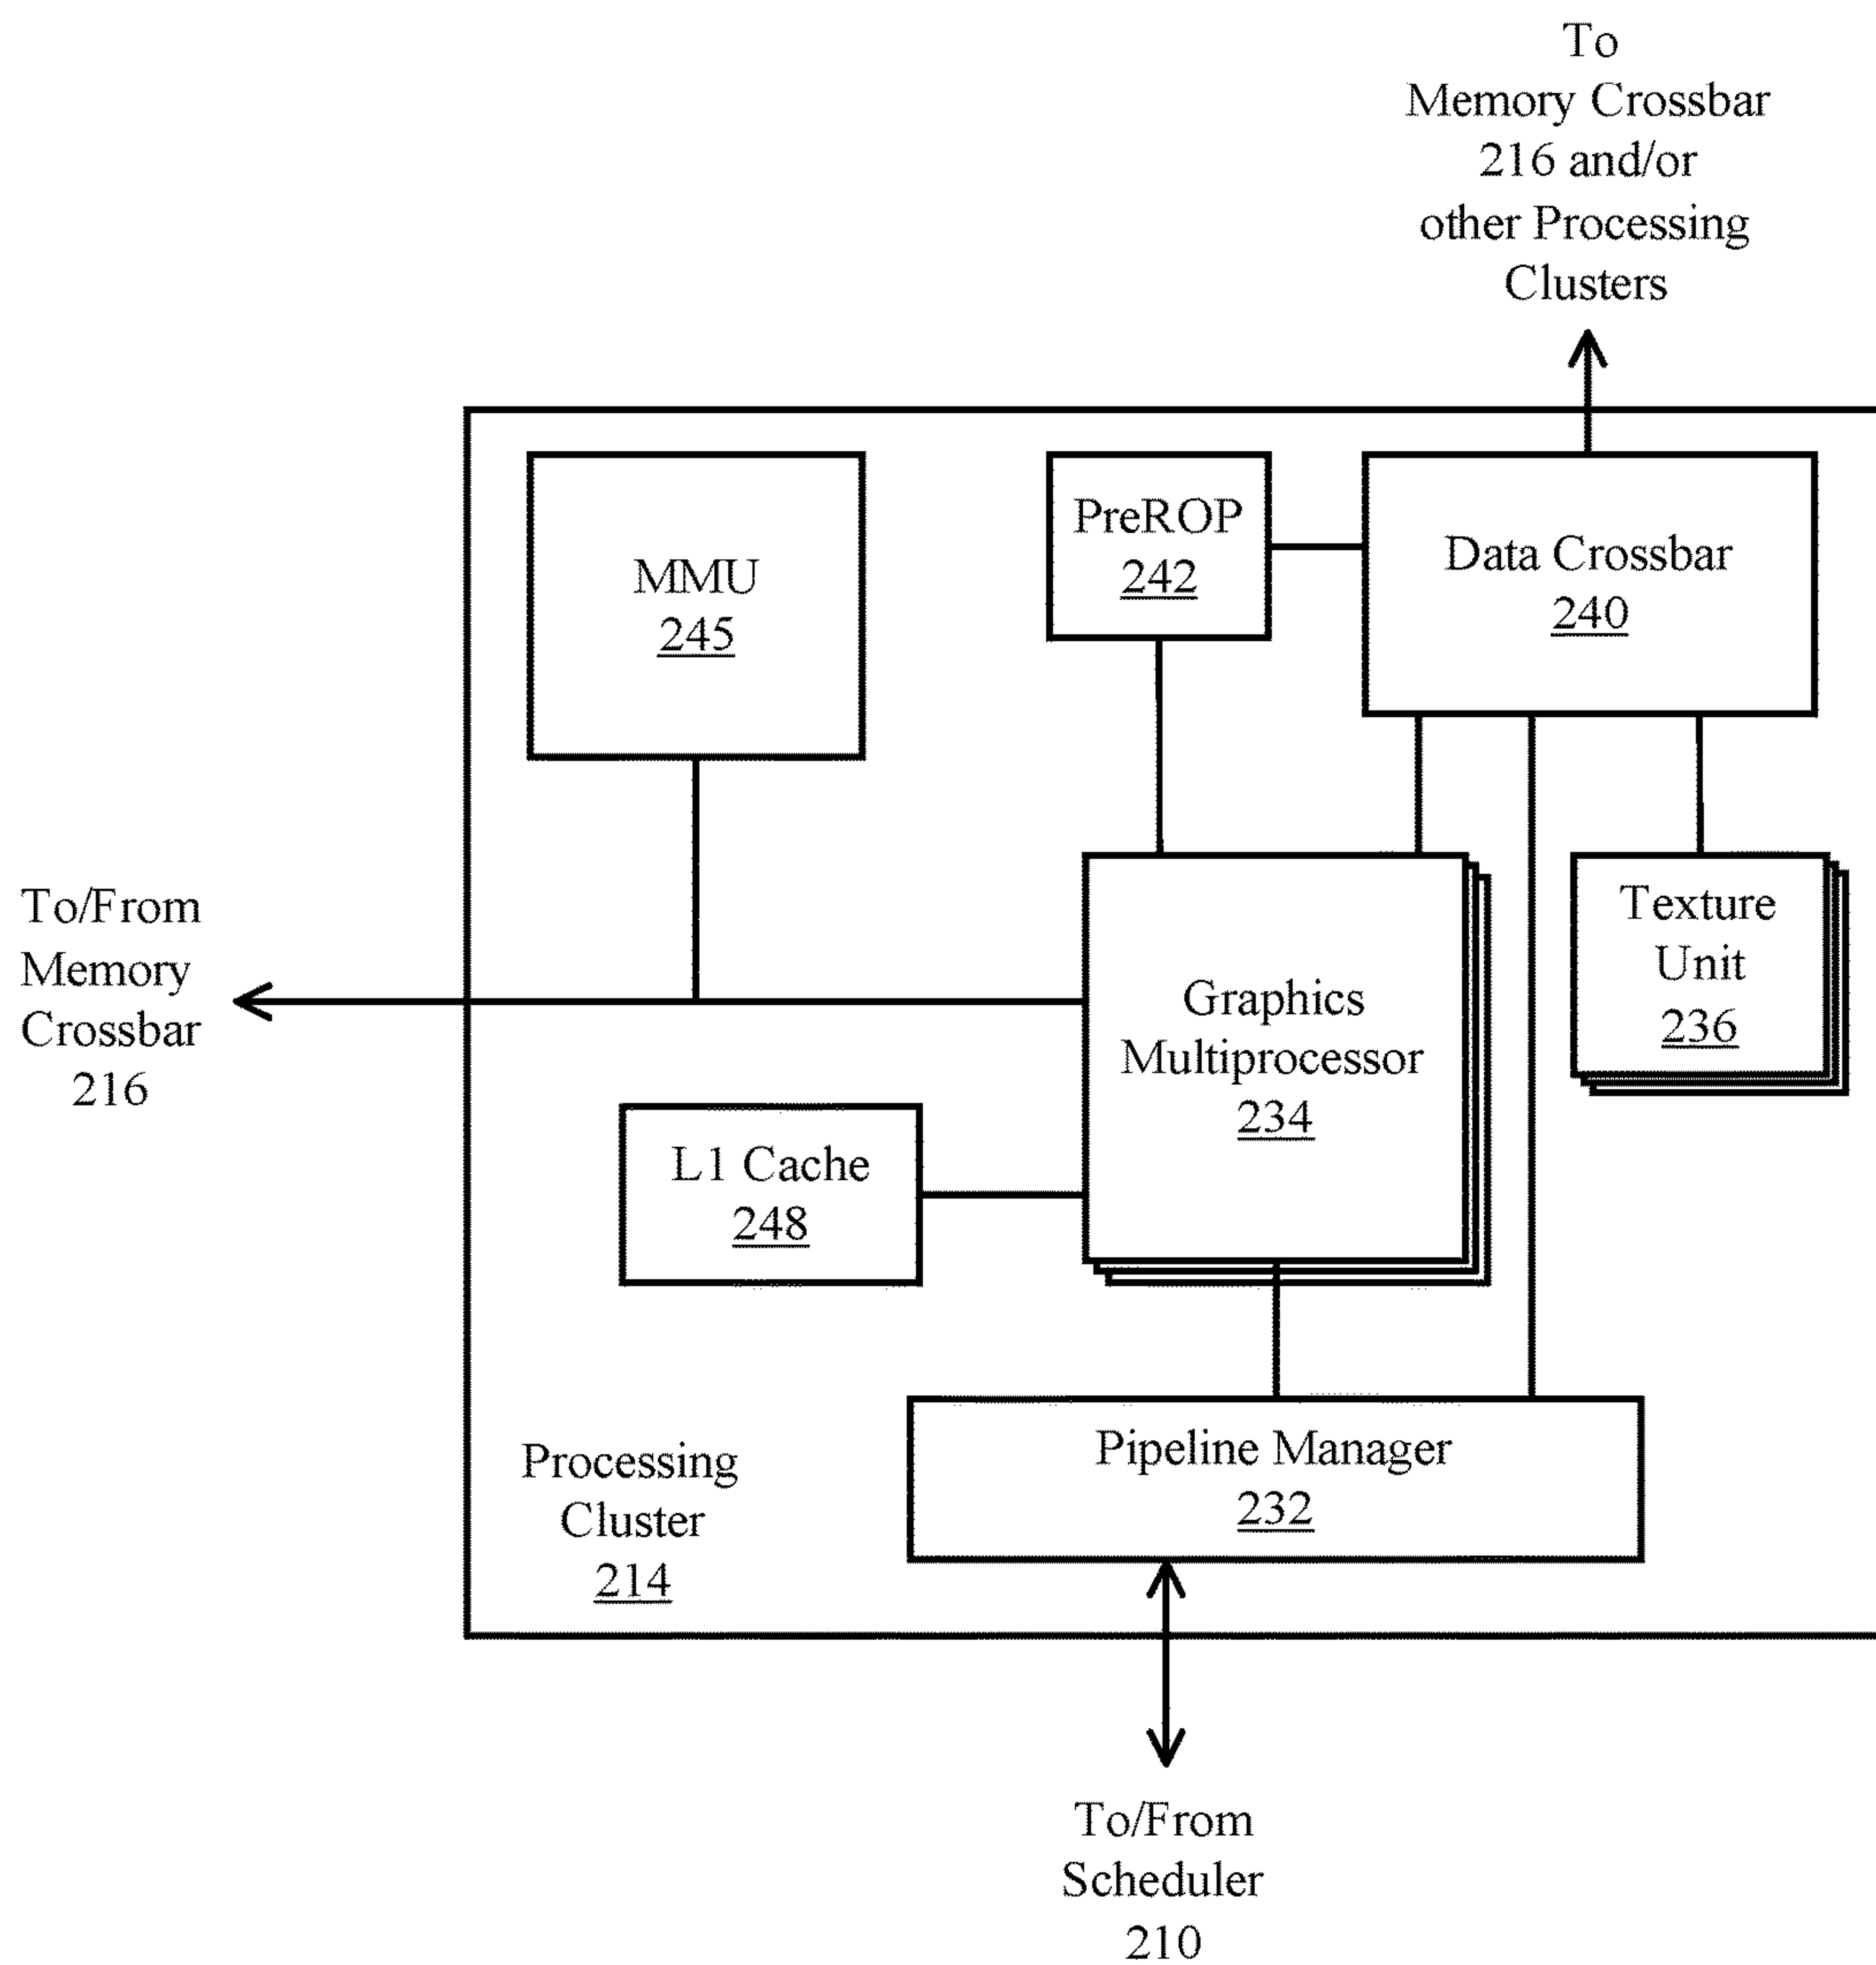 To
Memory Crossbar
216 and/or
other Processing
Clusters
MMU
245
PreROP
242
Data Crossbar
240
To/From
Memory
Crossbar
216
Graphics
Multiprocessor
234
Texture
Unit
236
L1 Cache
248
Processing
Cluster
214
Pipeline Manager
232
To/From
Scheduler
210